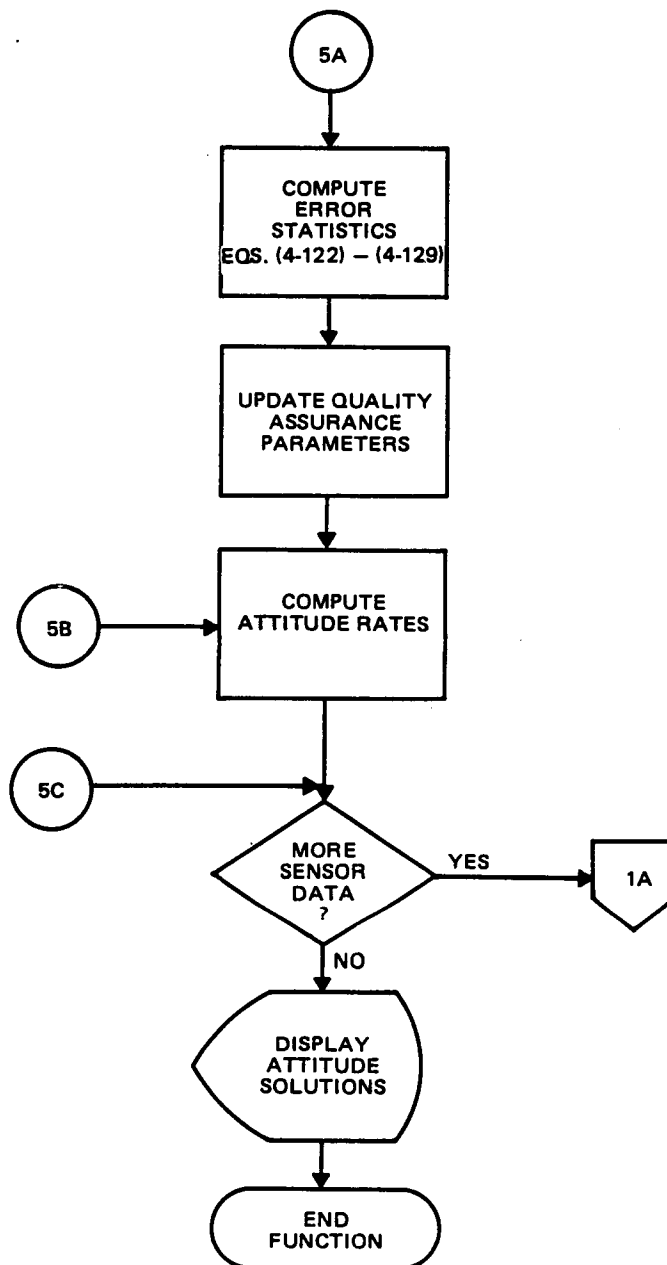 5A
COMPUTE
ERROR
STATISTICS
EQS. (4-122) — (4-129)
UPDATE QUALITY
ASSURANCE
PARAMETERS
COMPUTE
ATTITUDE RATES
5B
5C
MORE
SENSOR
DATA
?
YES
1A
NO
DISPLAY
ATTITUDE
SOLUTIONS
END
FUNCTION